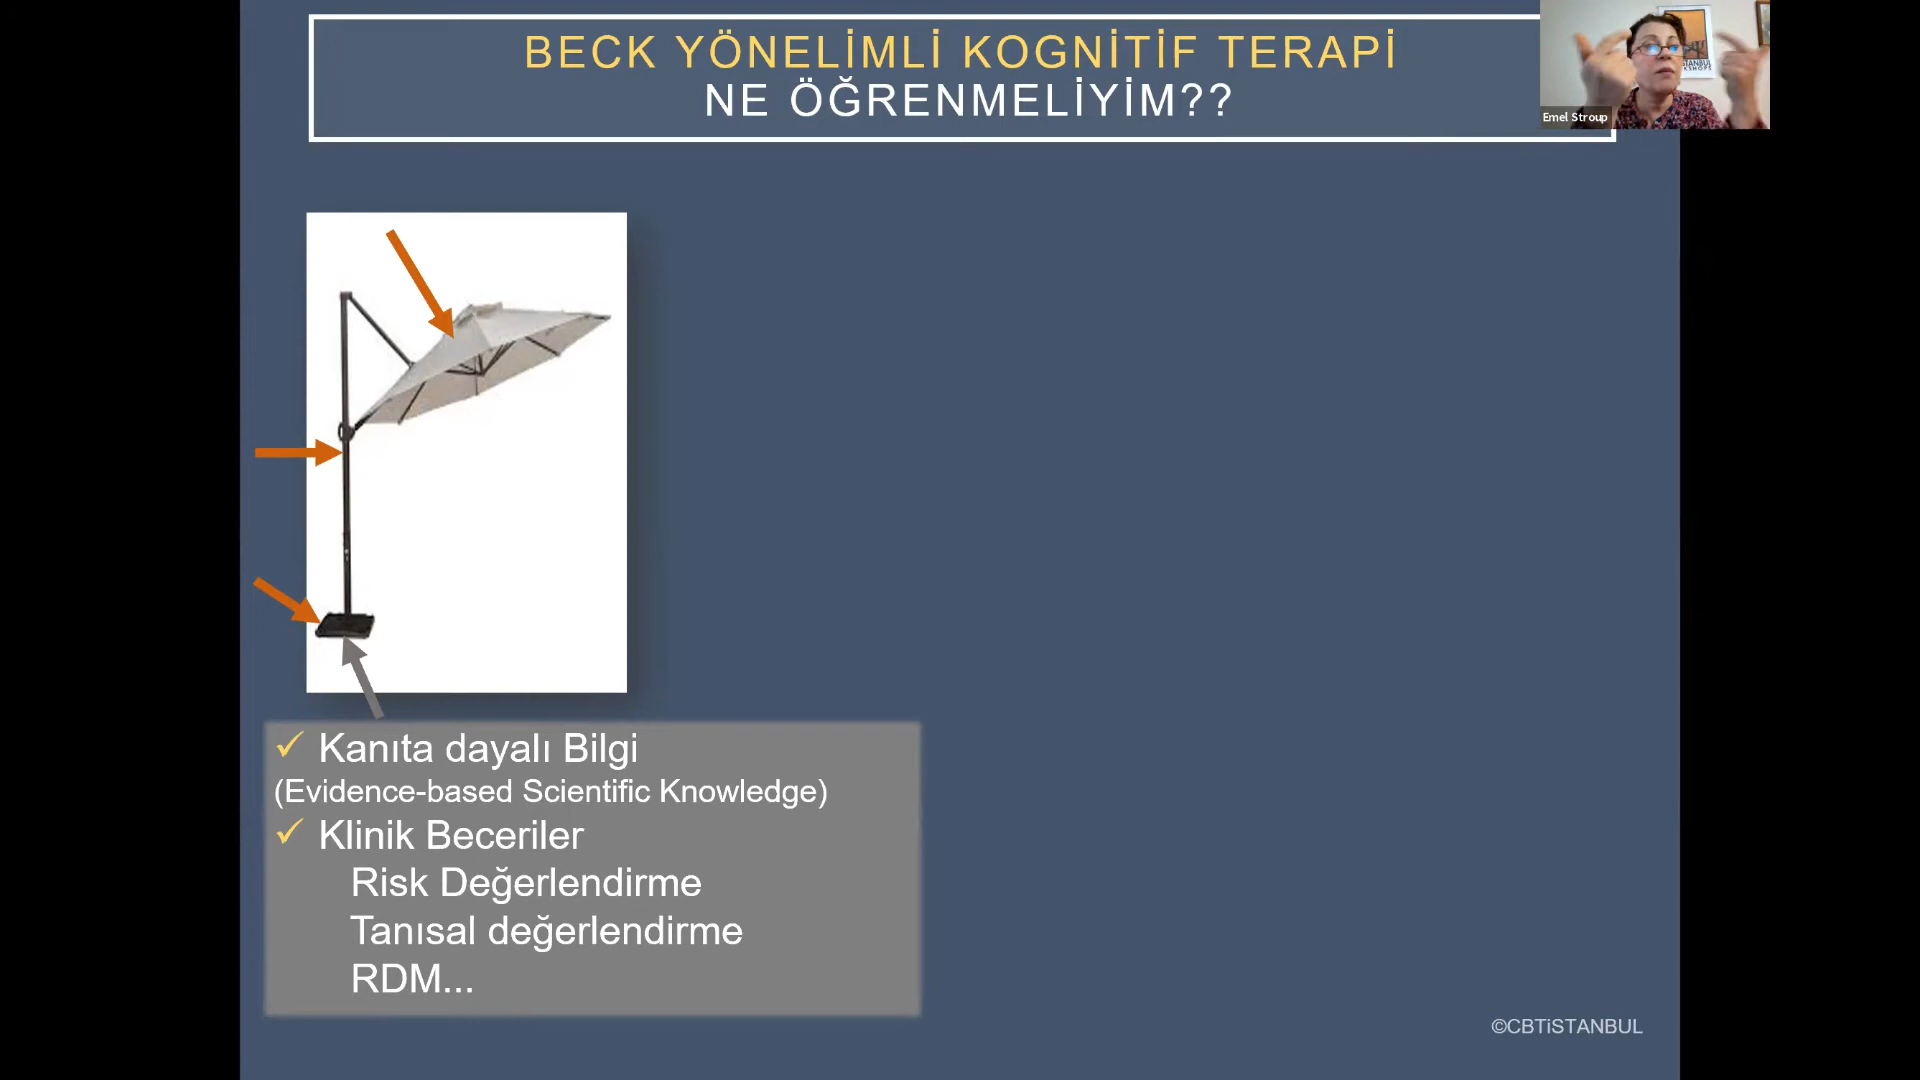 BECK YÖNELİMLİ KOGNİTİF TERAPİ
NE ÖĞRENMELİYİM??
Emel Stroup
✓ Kanıta dayalı Bilgi
(Evidence-based Scientific Knowledge)
✓ Klinik Beceriler
Risk Değerlendirme
Tanısal değerlendirme
RDM...
©CBTiSTANBUL